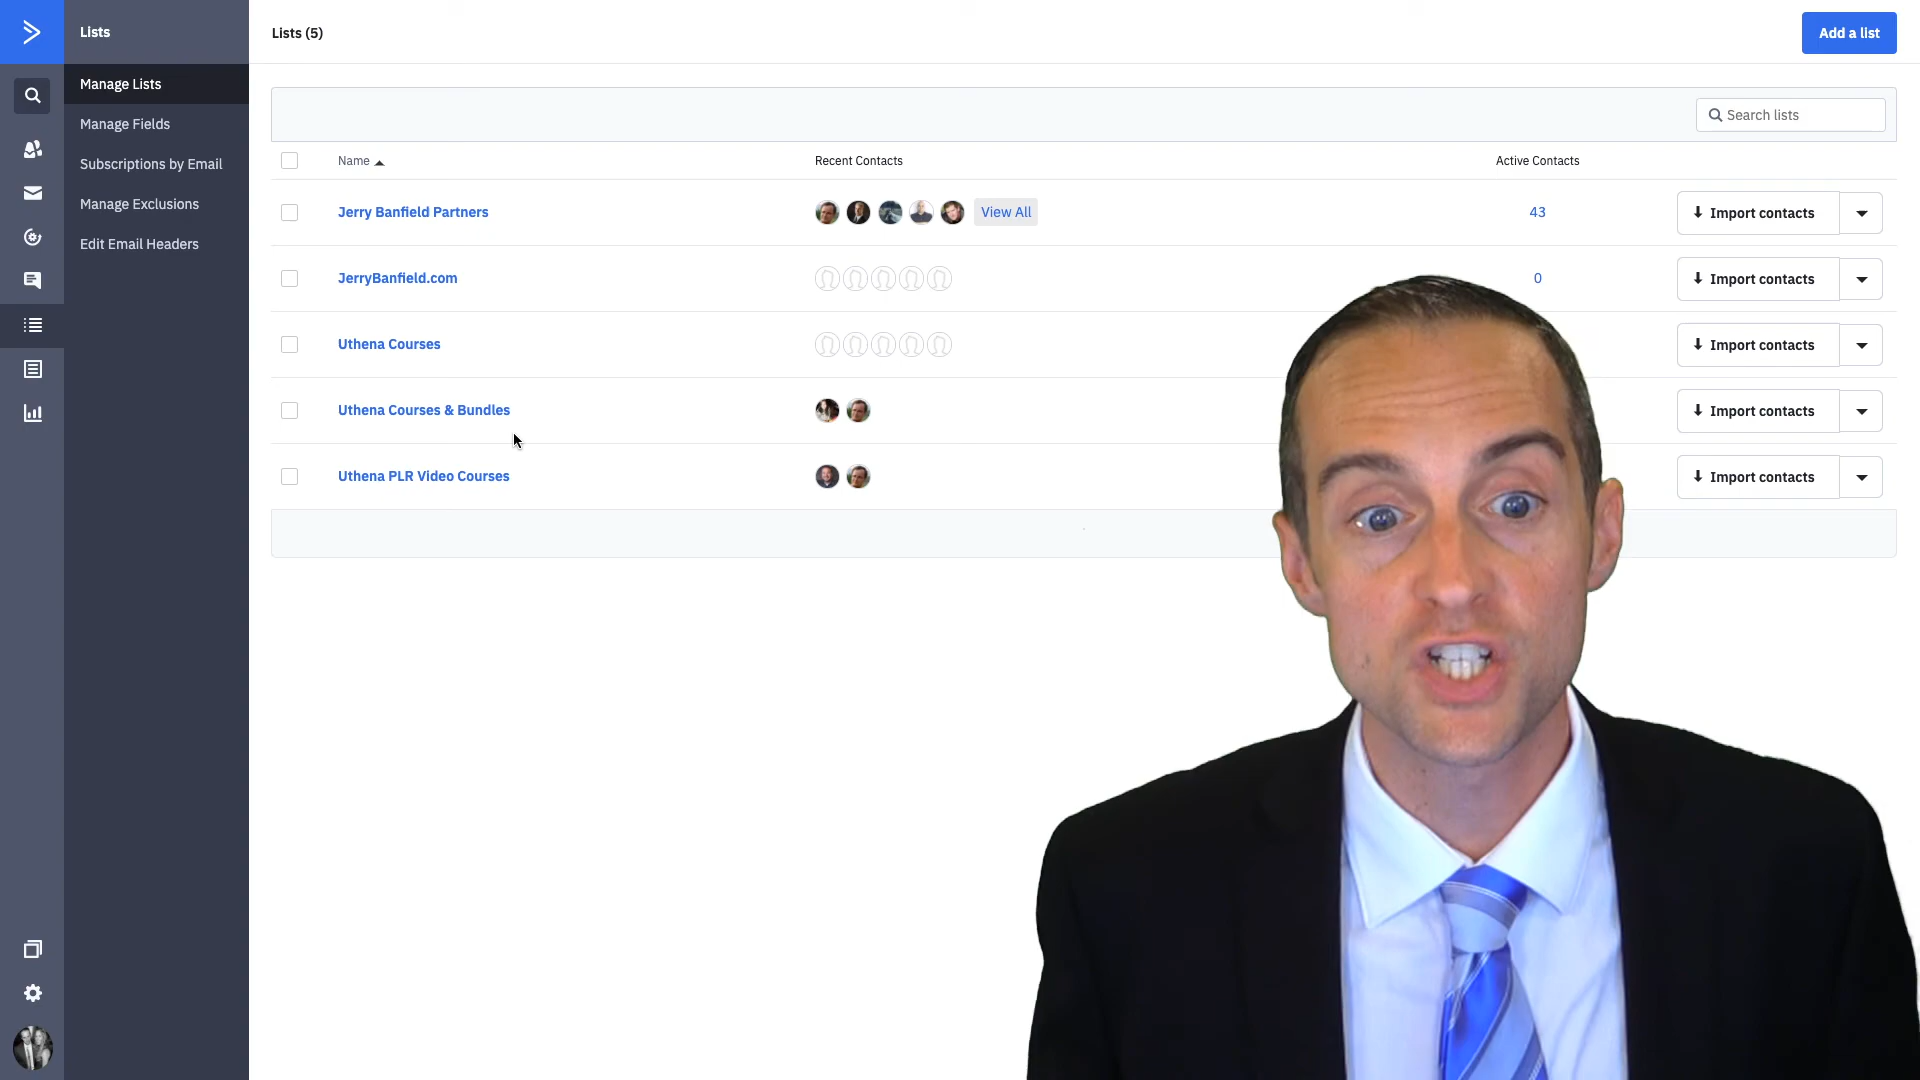 Lists
Lists (5)
Add a list
Manage Lists
Manage Fields
Subscriptions by Email
Manage Exclusions
Edit Email Headers
Search lists
Name
Recent Contacts
Active Contacts
Jerry Banfield Partners
View All
43
Import contacts
JerryBanfield.com
0
Import contacts
Uthena Courses
Import contacts
Uthena Courses & Bundles
Import contacts
Uthena PLR Video Courses
Import contacts